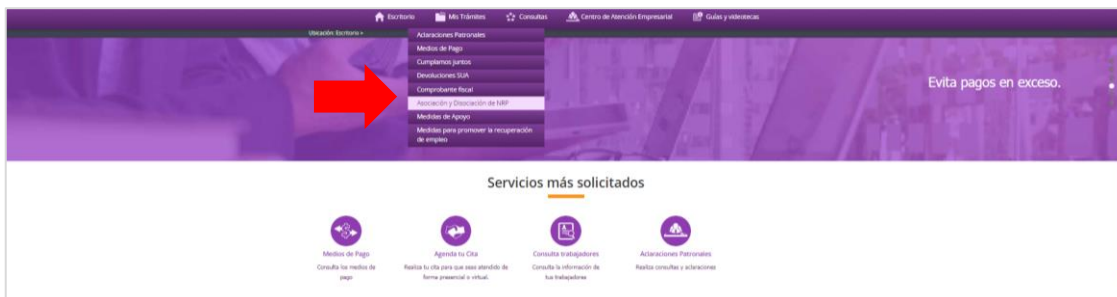 Escritorio Mis Trámites Consultas Centro de Atención Empresarial Guías y videotecas
Ubicación: Escritorio >
Aclaraciones Patronales
Medios de Pago
Cumplamos juntos
Devoluciones SUA
Comprobante fiscal
Asociación y Disociación de NRP
Medidas de Apoyo
Medidas para promover la recuperación
de empleo
Evita pagos en exceso.
Servicios más solicitados
Medios de Pago
Consulta los medios de
pago
Agenda tu Cita
Realiza tu cita para que seas atendido de
forma presencial o virtual.
Consulta trabajadores
Consulta la información de
tus trabajadores
Aclaraciones Patronales
Realiza consultas y aclaraciones